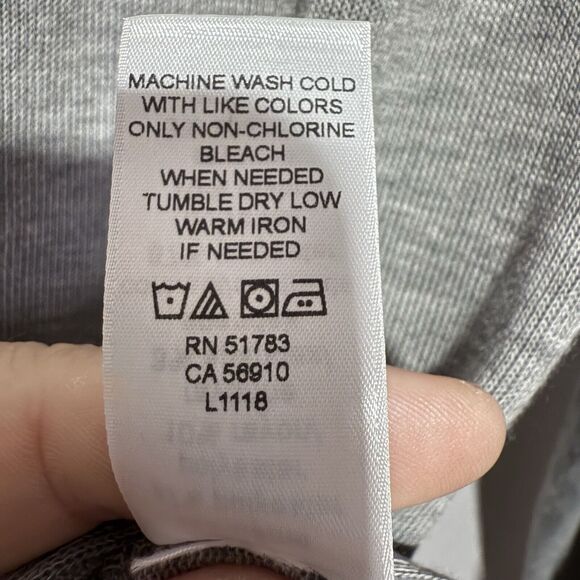 MACHINE WASH COLD
WITH LIKE COLORS
ONLY NON-CHLORINE
BLEACH
WHEN NEEDED
TUMBLE DRY LOW
WARM IRON
IF NEEDED
RN 51783
CA 56910
L1118